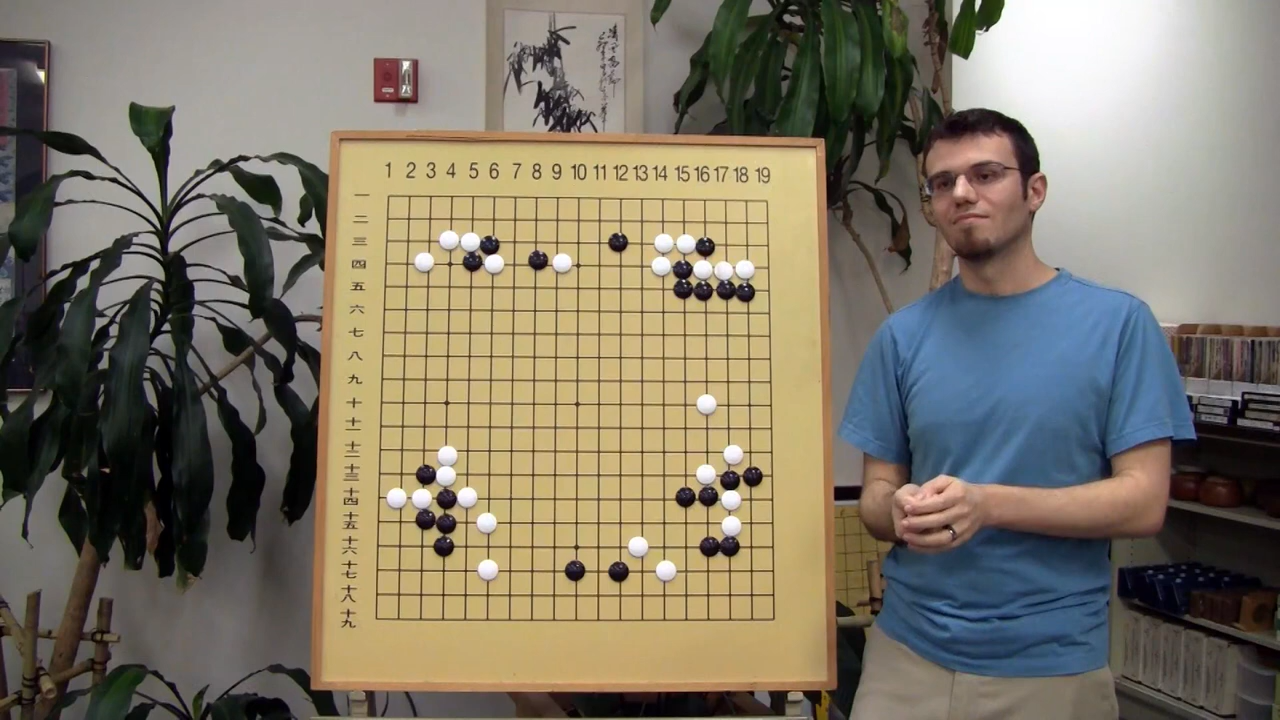 1 2 3 4 5 6 7 8 9 10 11 12 13 14 15 16 17 18 19
一
二
三
四
五
六
七
八
九
十
十一
十二
十三
十四
十五
十六
十七
十八
十九